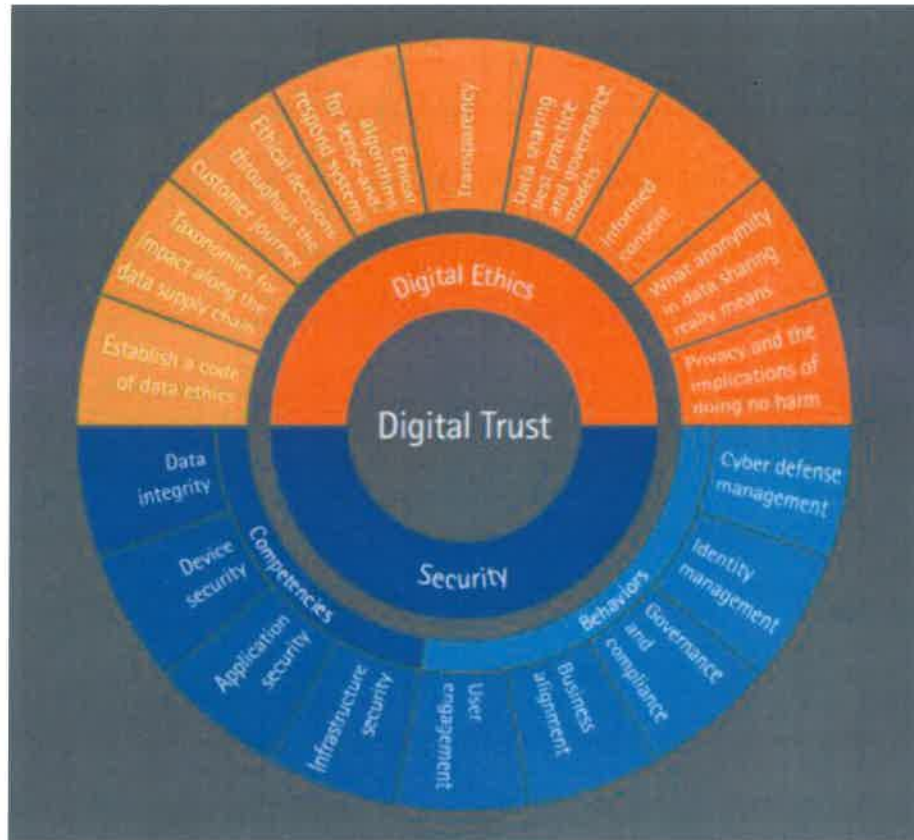 Establish a code
of data ethics
Taxonomies for
impact along the
data supply chain
Ethical decisions
throughout the
customer journey
algorithms
for sense-and-
respond systems
Transparency
Data sharing
best practice
and governance
models
Informed
consent
What anonymity
in data sharing
really means
Privacy and the
implications of
doing no harm
Digital Ethics
Digital Trust
Security
Competencies
Behaviors
Data
integrity
Device
security
Application
security
Infrastructure
security
User
engagement
Business
alignment
Governance
and
compliance
Identity
management
Cyber defense
management